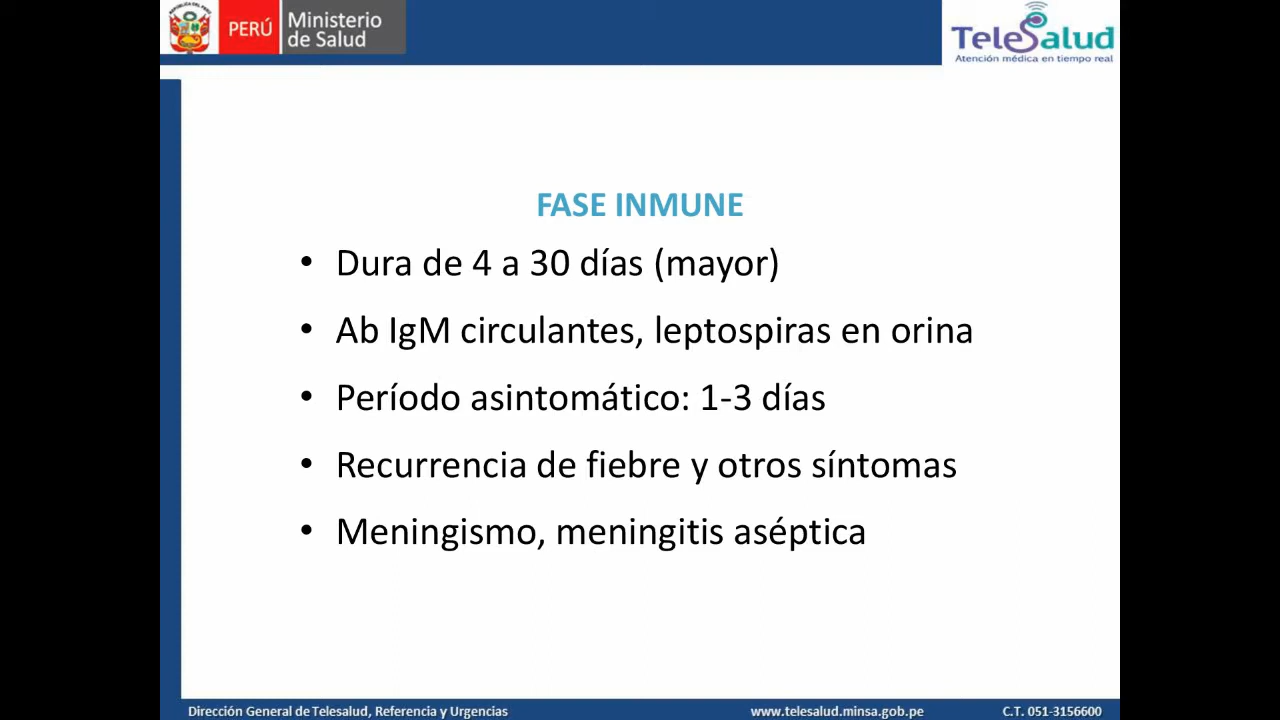 PERÚ
Ministerio
de Salud
TeleSalud
Atención médica en tiempo real
FASE INMUNE
• Dura de 4 a 30 días (mayor)
• Ab IgM circulantes, leptospiras en orina
• Período asintomático: 1-3 días
• Recurrencia de fiebre y otros síntomas
• Meningismo, meningitis aséptica
Dirección General de Telesalud, Referencia y Urgencias
www.telesalud.minsa.gob.pe
C.T. 051-3156600